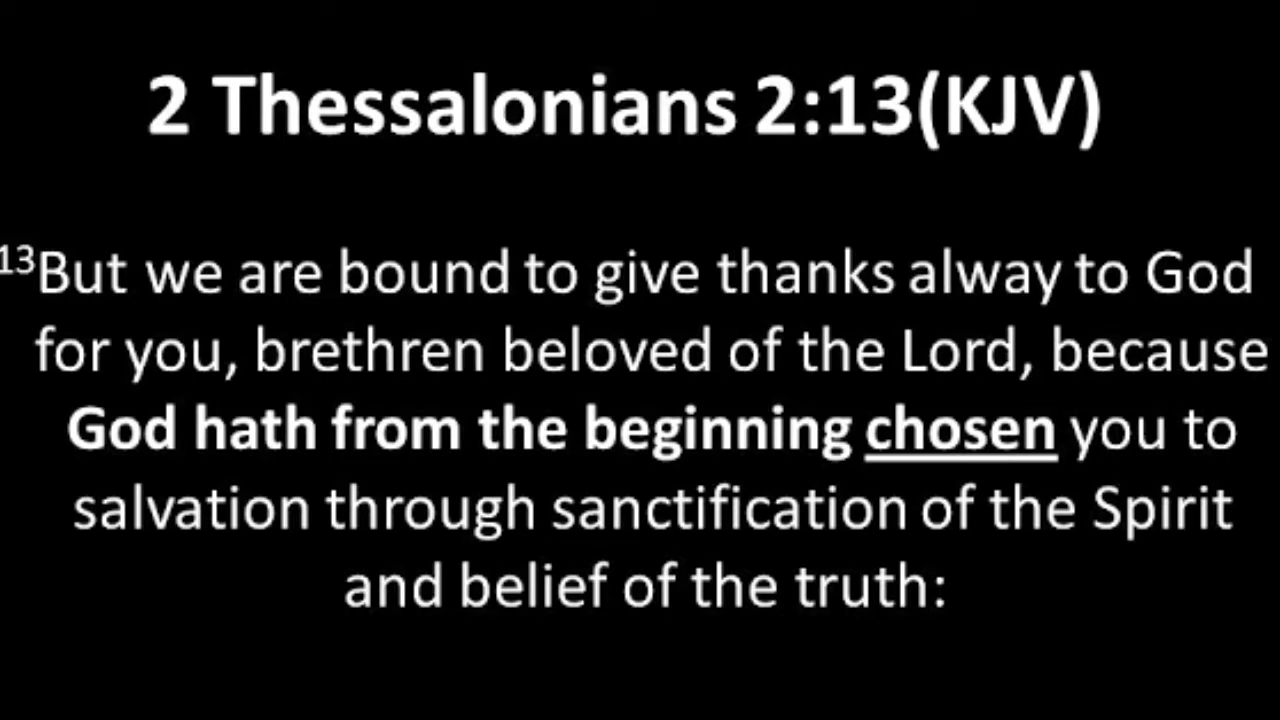 2 Thessalonians 2:13(KJV)
13But we are bound to give thanks alway to God
for you, brethren beloved of the Lord, because
God hath from the beginning chosen you to
salvation through sanctification of the Spirit
and belief of the truth: